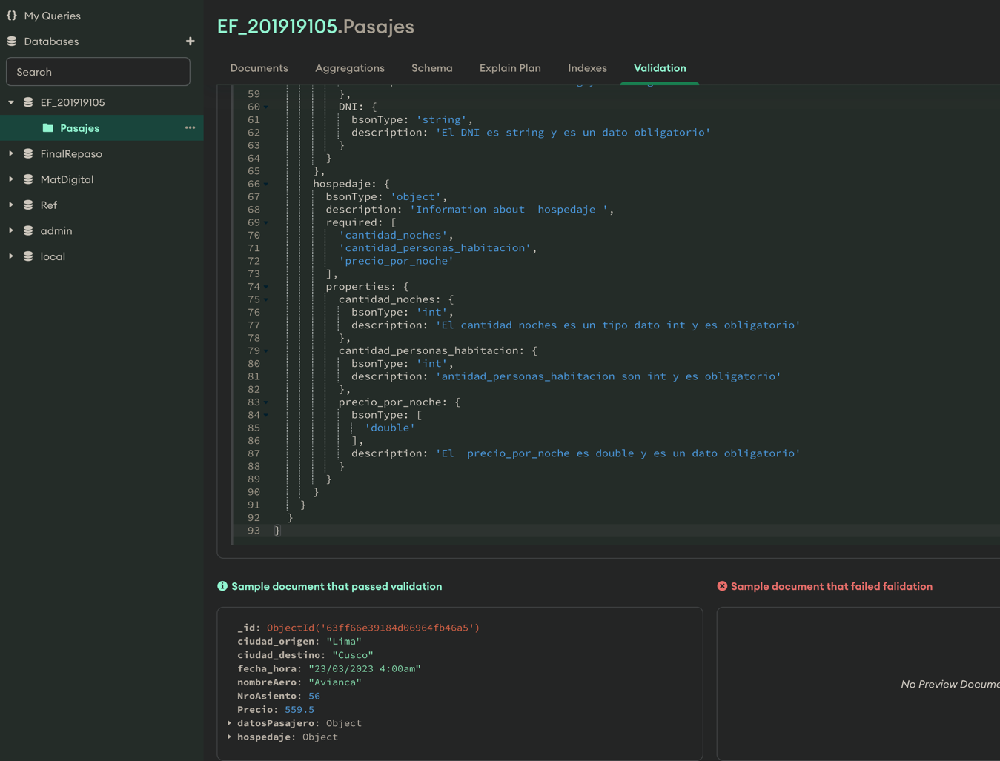 {} My Queries
Databases
+
Search
EF_201919105
Pasajes
...
FinalRepaso
MatDigital
Ref
admin
local
EF_201919105.Pasajes
Documents Aggregations Schema Explain Plan Indexes Validation
59 },
60 DNI: {
61 bsonType: 'string',
62 description: 'El DNI es string y es un dato obligatorio'
63 }
64 }
65 },
66 hospedaje: {
67 bsonType: 'object',
68 description: 'Information about  hospedaje ',
69 required: [
70 'cantidad_noches',
71 'cantidad_personas_habitacion',
72 'precio_por_noche'
73 ],
74 properties: {
75 cantidad_noches: {
76 bsonType: 'int',
77 description: 'El cantidad noches es un tipo dato int y es obligatorio'
78 },
79 cantidad_personas_habitacion: {
80 bsonType: 'int',
81 description: 'antidad_personas_habitacion son int y es obligatorio'
82 },
83 precio_por_noche: {
84 bsonType: [
85 'double'
86 ],
87 description: 'El  precio_por_noche es double y es un dato obligatorio'
88 }
89 }
90 }
91 }
92 }
93 }
Sample document that passed validation
_id: ObjectId('63ff66e39184d06964fb46a5')
ciudad_origen: "Lima"
ciudad_destino: "Cusco"
fecha_hora: "23/03/2023 4:00am"
nombreAero: "Avianca"
NroAsiento: 56
Precio: 559.5
datosPasajero: Object
hospedaje: Object
Sample document that failed falidation
No Preview Docume